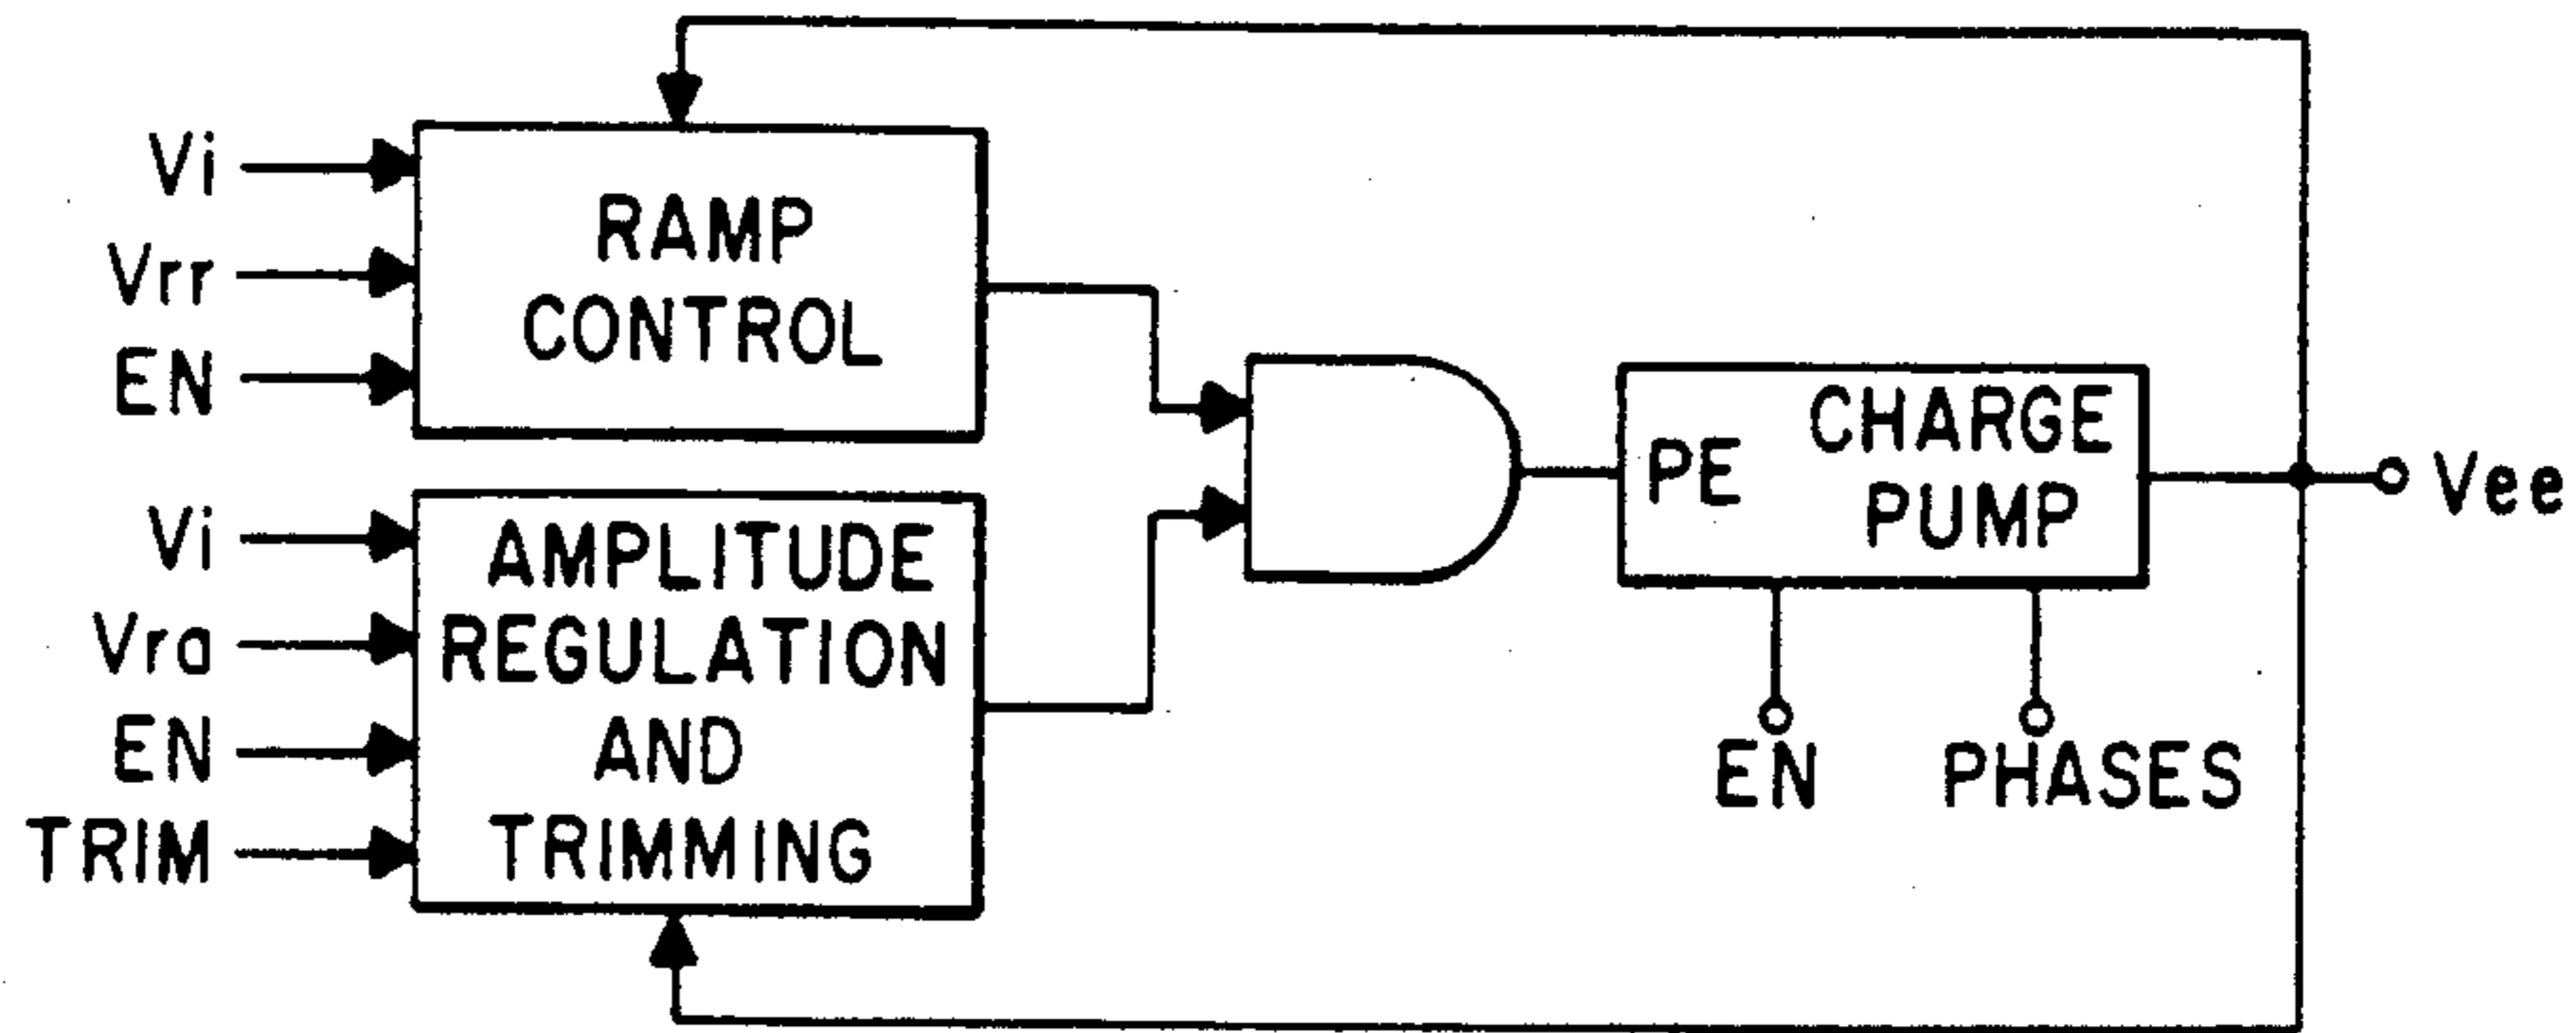 Vi
Vrr
EN
RAMP
CONTROL
Vi
Vra
EN
TRIM
AMPLITUDE
REGULATION
AND
TRIMMING
PE
CHARGE
PUMP
EN
PHASES
Vee